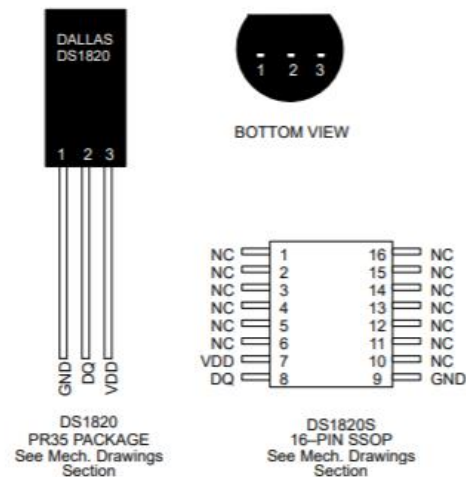 DALLAS
DS1820
1 2 3
GND DQ VDD
DS1820
PR35 PACKAGE
See Mech. Drawings
Section
1 2 3
BOTTOM VIEW
NC 1 16 NC
NC 2 15 NC
NC 3 14 NC
NC 4 13 NC
NC 5 12 NC
NC 6 11 NC
VDD 7 10 NC
DQ 8 9 GND
DS1820S
16–PIN SSOP
See Mech. Drawings
Section